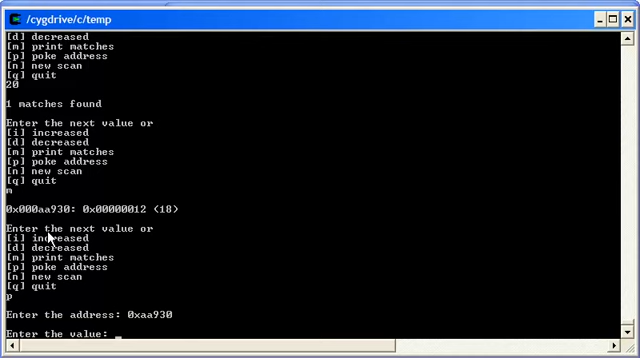 /cygdrive/c/temp
[d] decreased
[m] print matches
[p] poke address
[n] new scan
[q] quit
20
1 matches found
Enter the next value or
[i] increased
[d] decreased
[m] print matches
[p] poke address
[n] new scan
[q] quit
m
0x000aa930: 0x00000012 (18)
Enter the next value or
[i] increased
[d] decreased
[m] print matches
[p] poke address
[n] new scan
[q] quit
p
Enter the address: 0xaa930
Enter the value: _